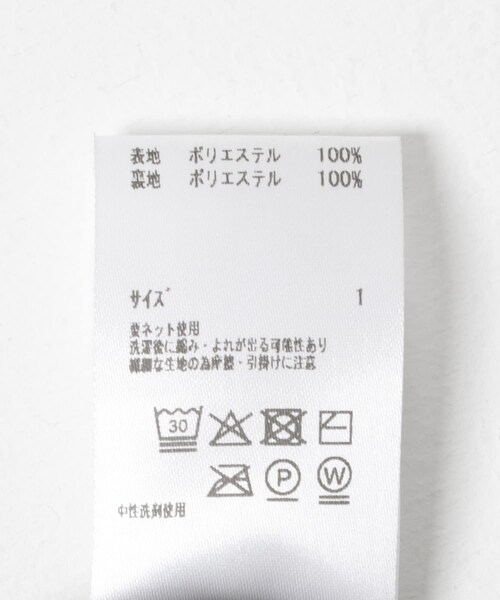 表地 ポリエステル 100%
裏地 ポリエステル 100%
サイズ 1
要ネット使用
洗濯後に縮み・よれが出る可能性あり
繊細な生地の為摩擦・引掛けに注意
30
P W
中性洗剤使用